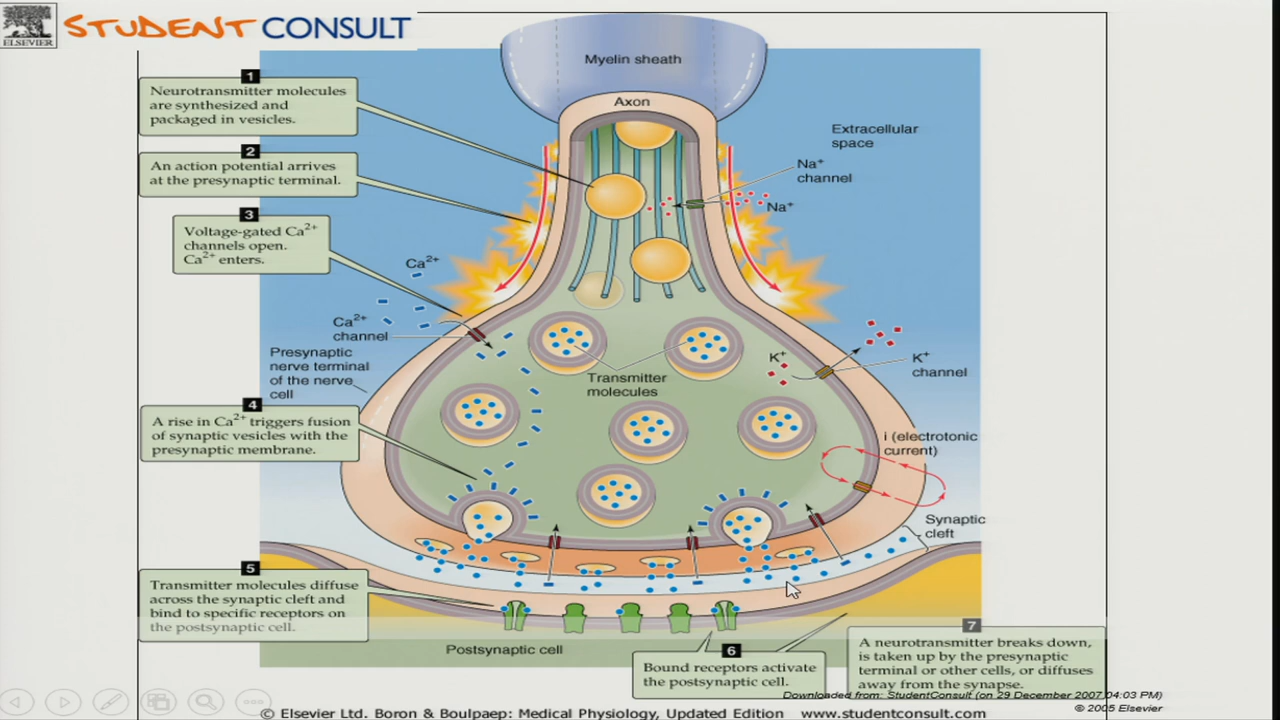 ELSEVIER
STUDENT CONSULT
Myelin sheath
Axon
1
Neurotransmitter molecules
are synthesized and
packaged in vesicles.
Extracellular
space
2
An action potential arrives
at the presynaptic terminal.
Na+
channel
Na+
3
Voltage-gated Ca2+
channels open.
Ca2+ enters.
Ca2+
Ca2+
channel
Presynaptic
nerve terminal
of the nerve
cell
Transmitter
molecules
K+
K+
channel
4
A rise in Ca2+ triggers fusion
of synaptic vesicles with the
presynaptic membrane.
i (electrotonic
current)
Synaptic
cleft
5
Transmitter molecules diffuse
across the synaptic cleft and
bind to specific receptors on
the postsynaptic cell.
Postsynaptic cell
6
Bound receptors activate
the postsynaptic cell.
7
A neurotransmitter breaks down,
is taken up by the presynaptic
terminal or other cells, or diffuses
away from the synapse.
Downloaded from: StudentConsult (on 29 December 2007 04:03 PM)
© 2005 Elsevier
© Elsevier Ltd. Boron & Boulpaep: Medical Physiology, Updated Edition www.studentconsult.com